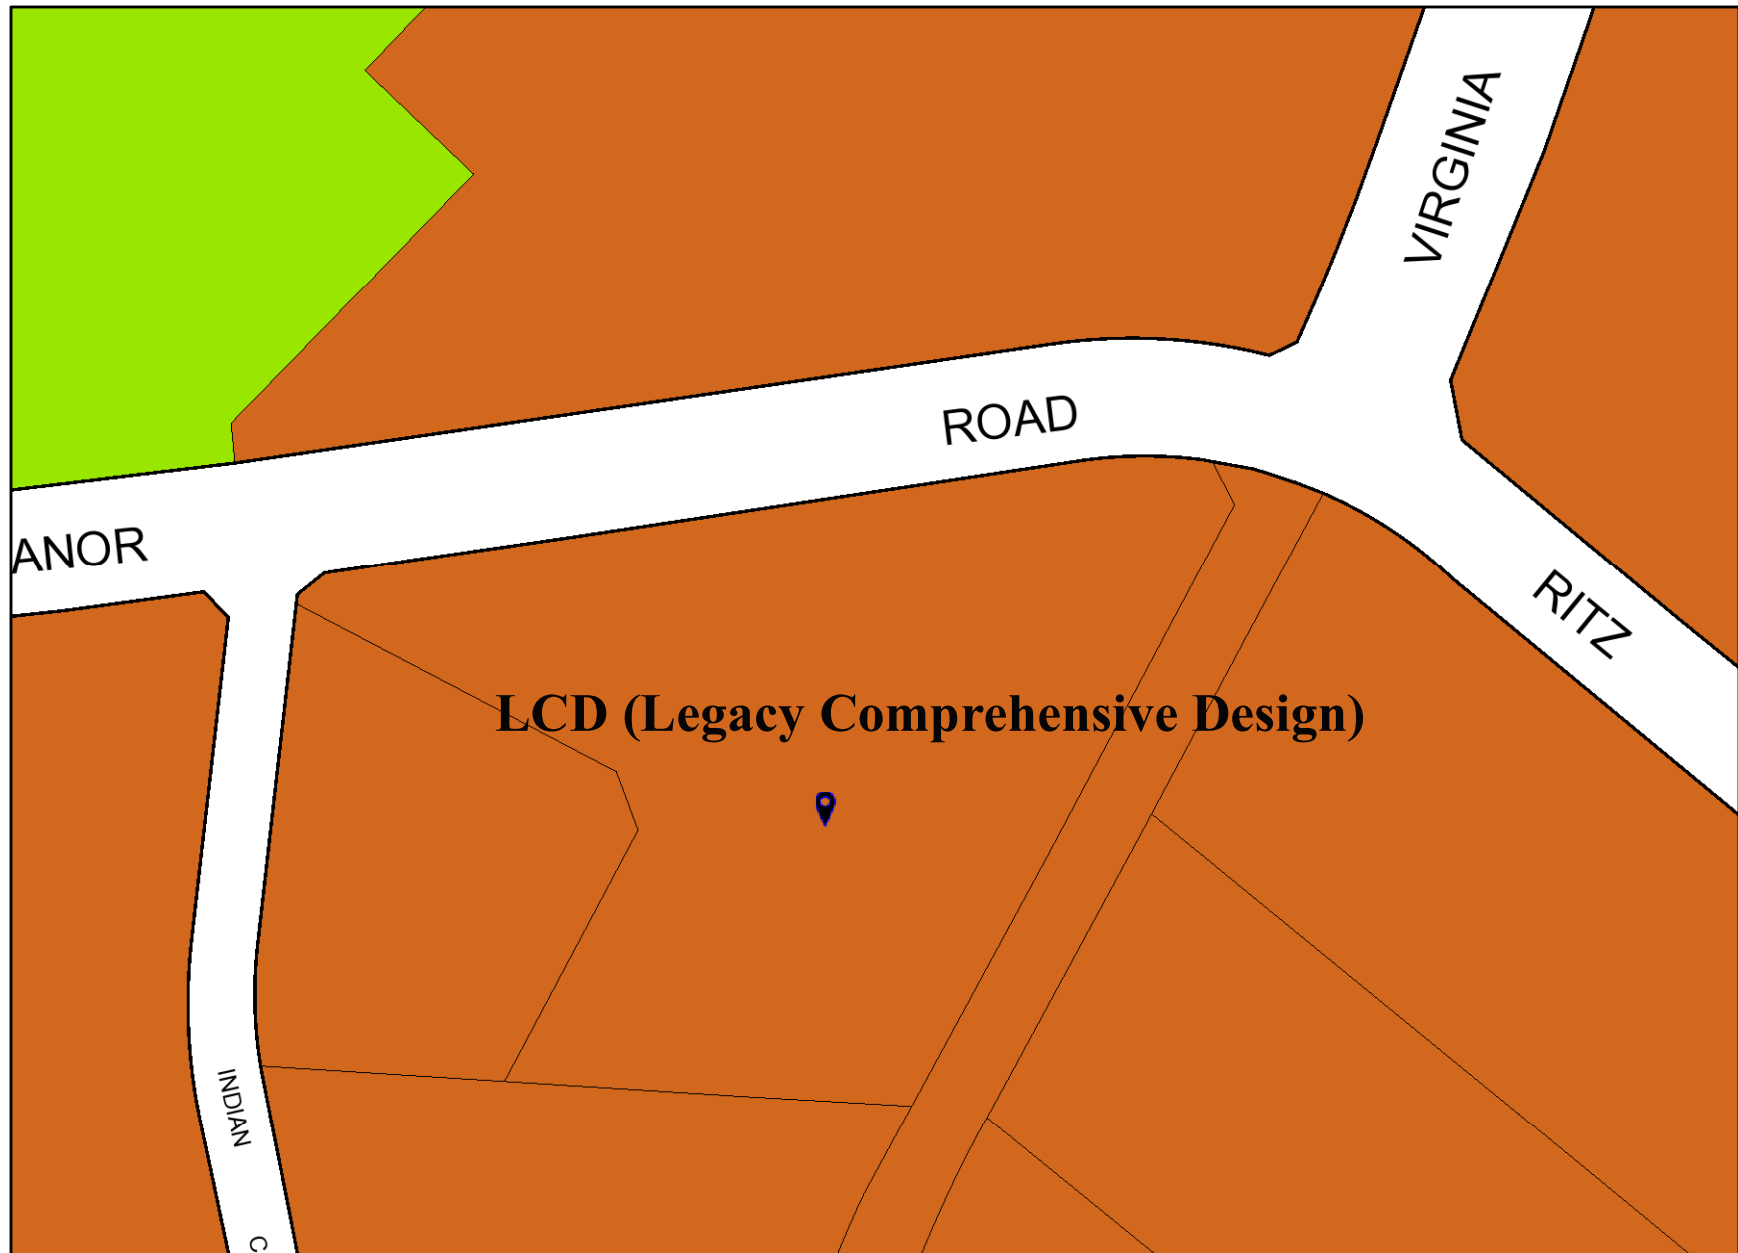 VIRGINIA
ROAD
ANOR
RITZ
LCD (Legacy Comprehensive Design)
INDIAN
C